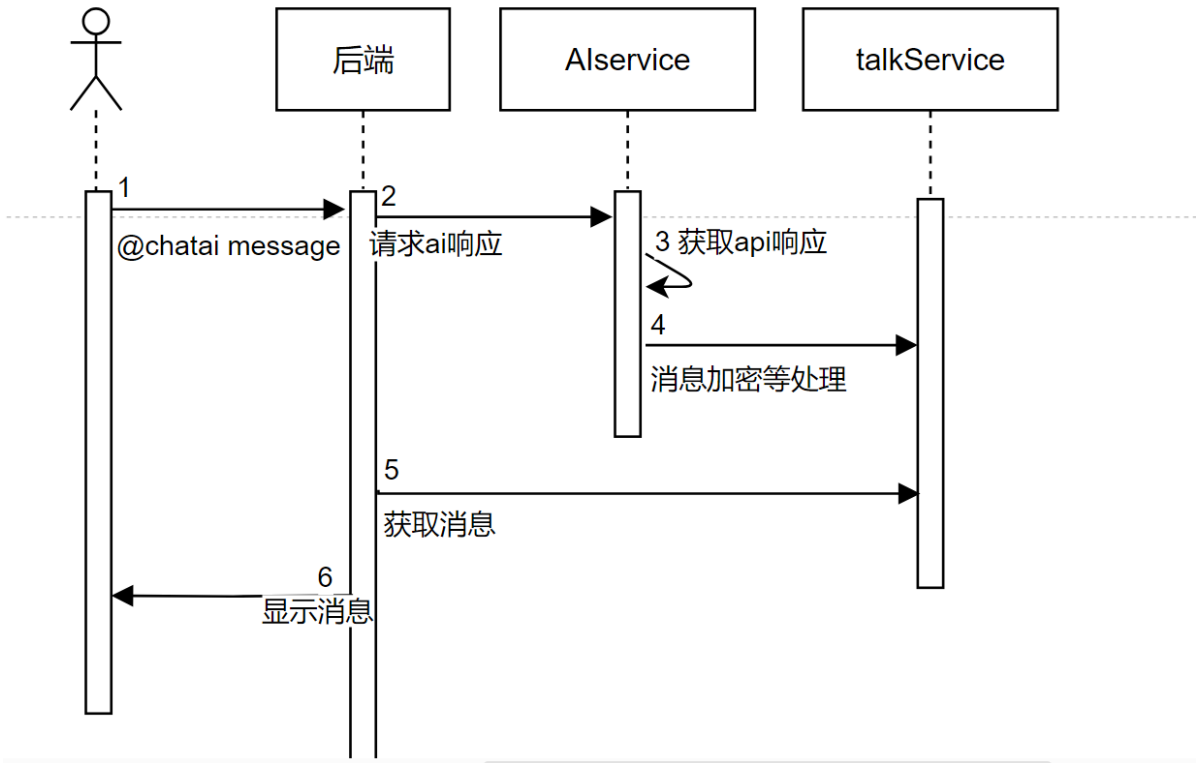 后端
AIservice
talkService
1
@chatai message
2
请求ai响应
3 获取api响应
4
消息加密等处理
5
获取消息
6
显示消息